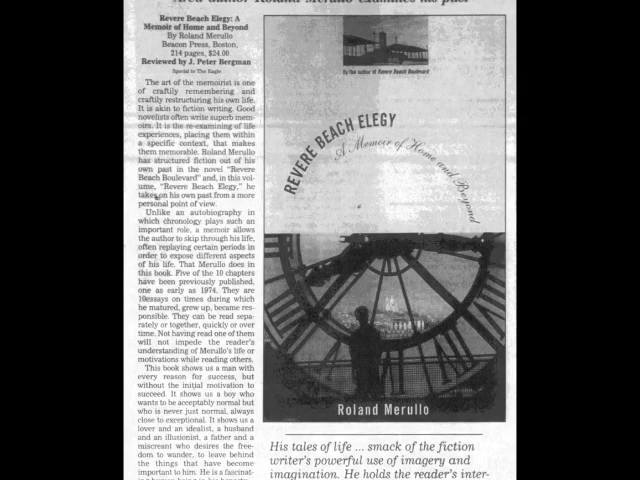 Area author Roland Merullo examines his past
Revere Beach Elegy: A
Memoir of Home and Beyond
By Roland Merullo
Beacon Press, Boston,
214 pages, $24.00
Reviewed by J. Peter Bergman
Special to The Eagle
The art of the memoirist is one
of craftily remembering and
craftily restructuring his own life.
It is akin to fiction writing. Good
novelists often write superb mem-
oirs. It is the re-examining of life
experiences, placing them within
a specific context, that makes
them memorable. Roland Merullo
has structured fiction out of his
own past in the novel "Revere
Beach Boulevard" and, in this vol-
ume, "Revere Beach Elegy," he
takes on his own past from a more
personal point of view.
Unlike an autobiography in
which chronology plays such an
important role, a memoir allows
the author to skip through his life,
often replaying certain periods in
order to expose different aspects
of his life. That Merullo does in
this book. Five of the 10 chapters
have been previously published,
one as early as 1974. They are
10essays on times during which
he matured, grew up, became res-
ponsible. They can be read sepa-
rately or together, quickly or over
time. Not having read one of them
will not impede the reader's
understanding of Merullo's life or
motivations while reading others.
This book shows us a man with
every reason for success, but
without the initial motivation to
succeed. It shows us a boy who
wants to be acceptably normal but
who is never just normal, always
close to exceptional. It shows us a
lover and an idealist, a husband
and an illusionist, a father and a
miscreant who desires the free-
dom to wander, to leave behind
the things that have become
important to him. He is a fascinat-
By the author of Revere Beach Boulevard
REVERE BEACH ELEGY
A Memoir of Home and Beyond
Roland Merullo
His tales of life ... smack of the fiction
writer's powerful use of imagery and
imagination. He holds the reader's inter-